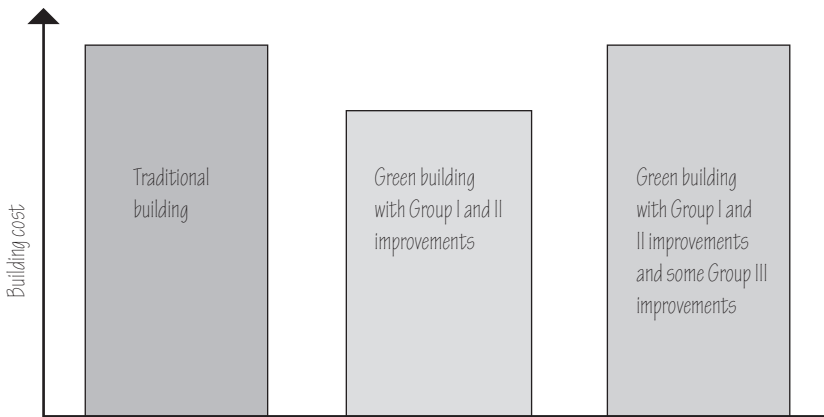 Building cost
Traditional
building
Green building
with Group I and II
improvements
Green building
with Group I and
II improvements
and some Group III
improvements